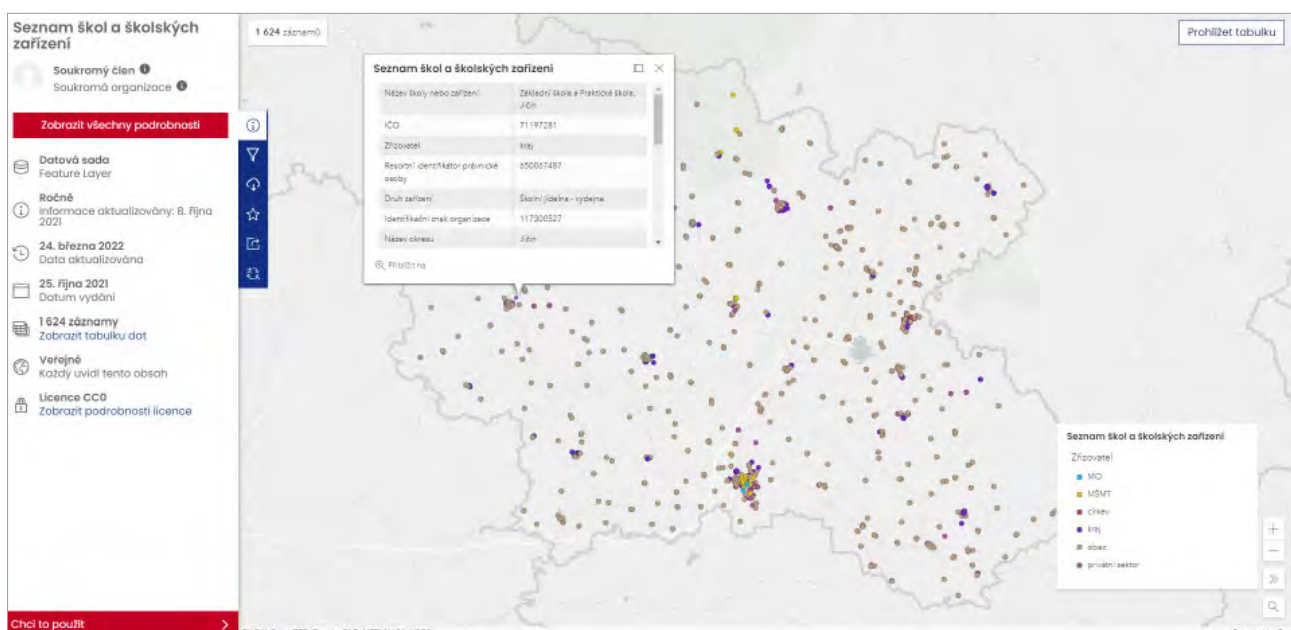 Seznam škol a školských
zařízení
Soukromý člen
Soukromá organizace
Zobrazit všechny podrobnosti
Datová sada
Feature Layer
Ročně
Informace aktualizovány: 8. října
2021
24. března 2022
Data aktualizována
25. října 2021
Datum vydání
1 624 záznamy
Zobrazit tabulku dat
Veřejné
Každý uvidí tento obsah
Licence CC0
Zobrazit podrobnosti licence
Chci to použít
1 624 záznamů
Seznam škol a školských zařízení
Název školy nebo zařízení
Základní škola a Praktická škola,
Jičín
IČO
71197281
Zřizovatel
kraj
Resortní identifikátor právnické
osoby
650067487
Druh zařízení
Školní jídelna - výdejna
Identifikační znak organizace
117300527
Název okresu
Jičín
Přiblížit na
Prohlížet tabulku
Seznam škol a školských zařízení
Zřizovatel
MO
MŠMT
církev
kraj
obec
privátní sektor